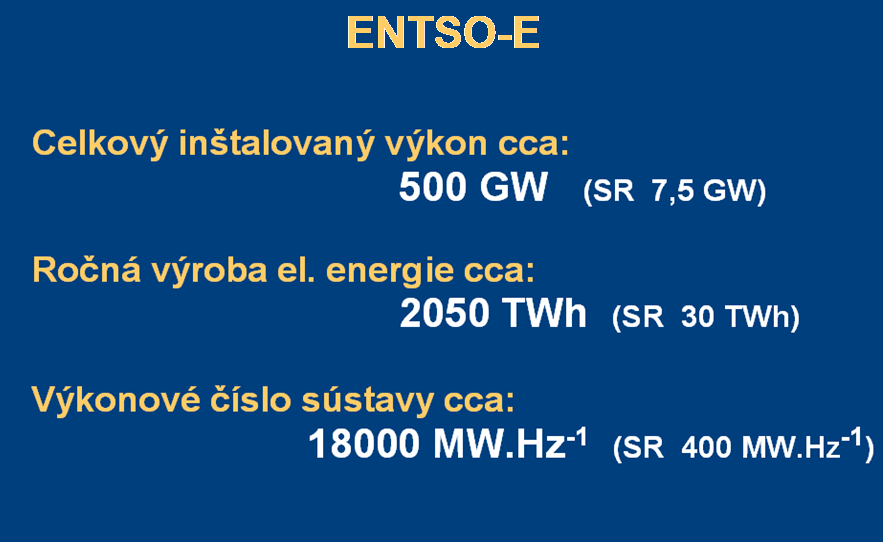 ENTSO-E
Celkový inštalovaný výkon cca:
500 GW (SR 7,5 GW)
Ročná výroba el. energie cca:
2050 TWh (SR 30 TWh)
Výkonové číslo sústavy cca:
18000 MW.Hz⁻¹ (SR 400 MW.Hz⁻¹)